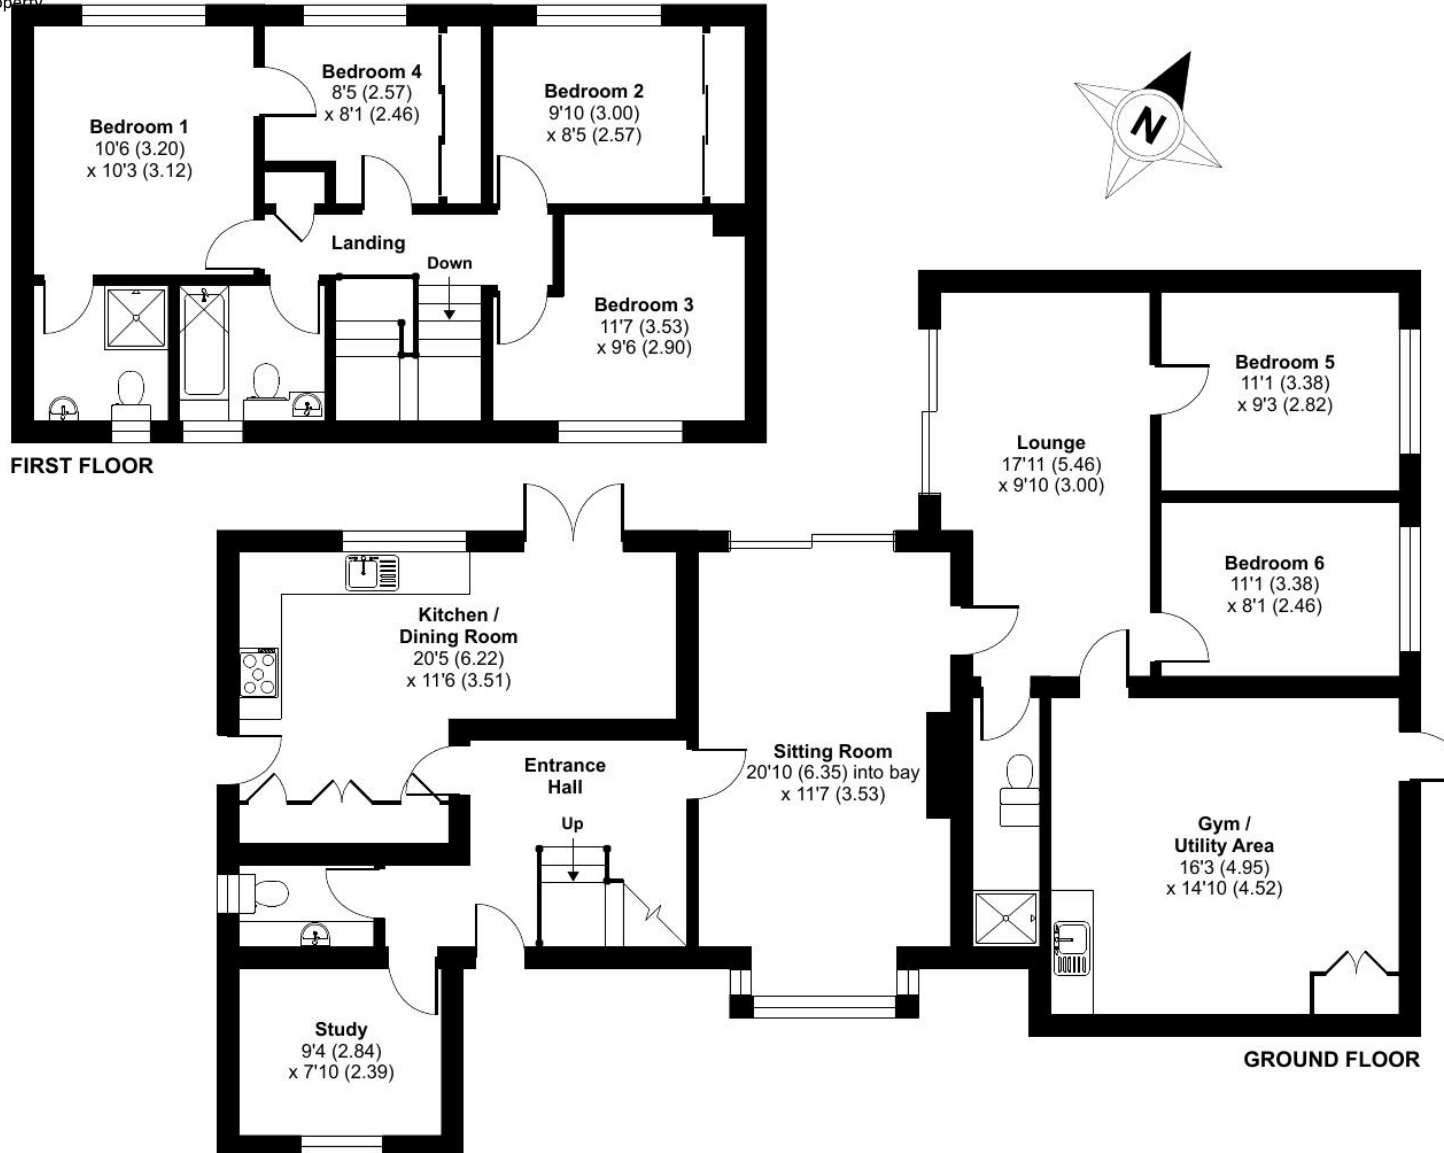 Bedroom 1
10'6 (3.20)
x 10'3 (3.12)
Bedroom 4
8'5 (2.57)
x 8'1 (2.46)
Bedroom 2
9'10 (3.00)
x 8'5 (2.57)
N
Landing
Down
Bedroom 3
11'7 (3.53)
x 9'6 (2.90)
FIRST FLOOR
Lounge
17'11 (5.46)
x 9'10 (3.00)
Bedroom 5
11'1 (3.38)
x 9'3 (2.82)
Bedroom 6
11'1 (3.38)
x 8'1 (2.46)
Kitchen /
Dining Room
20'5 (6.22)
x 11'6 (3.51)
Entrance
Hall
Up
Sitting Room
20'10 (6.35) into bay
x 11'7 (3.53)
Gym /
Utility Area
16'3 (4.95)
x 14'10 (4.52)
Study
9'4 (2.84)
x 7'10 (2.39)
GROUND FLOOR